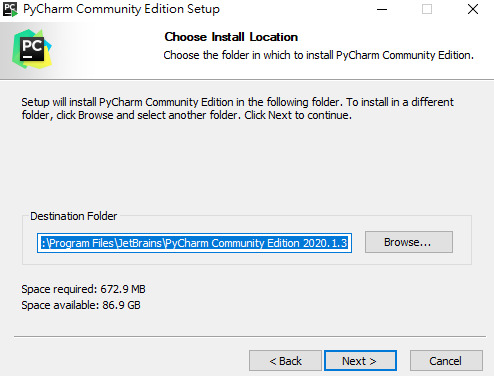 PC PyCharm Community Edition Setup
PC
Choose Install Location
Choose the folder in which to install PyCharm Community Edition.
Setup will install PyCharm Community Edition in the following folder. To install in a different
folder, click Browse and select another folder. Click Next to continue.
Destination Folder
:\Program Files\JetBrains\PyCharm Community Edition 2020.1.3
Browse...
Space required: 672.9 MB
Space available: 86.9 GB
< Back
Next >
Cancel